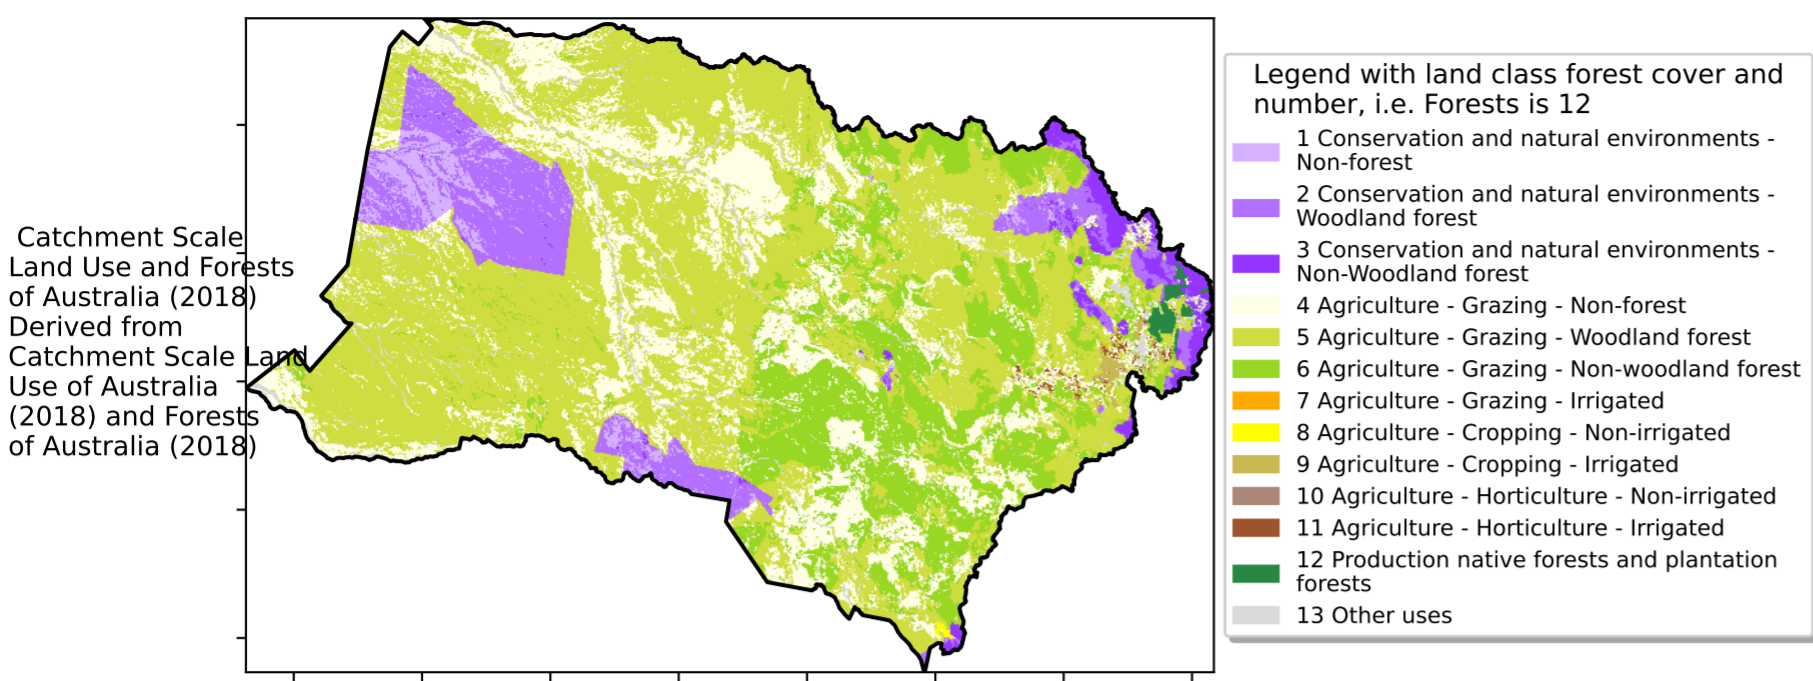 Catchment Scale
Land Use and Forests
of Australia (2018)
Derived from
Catchment Scale Land
Use of Australia
(2018) and Forests
of Australia (2018)
Legend with land class forest cover and
number, i.e. Forests is 12
1 Conservation and natural environments -
Non-forest
2 Conservation and natural environments -
Woodland forest
3 Conservation and natural environments -
Non-Woodland forest
4 Agriculture - Grazing - Non-forest
5 Agriculture - Grazing - Woodland forest
6 Agriculture - Grazing - Non-woodland forest
7 Agriculture - Grazing - Irrigated
8 Agriculture - Cropping - Non-irrigated
9 Agriculture - Cropping - Irrigated
10 Agriculture - Horticulture - Non-irrigated
11 Agriculture - Horticulture - Irrigated
12 Production native forests and plantation
forests
13 Other uses